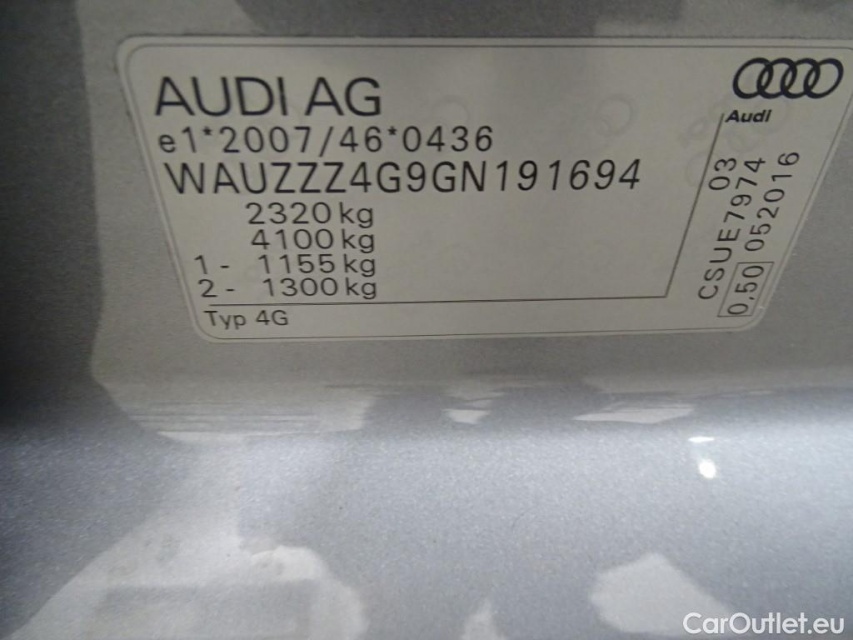 AUDI AG
e1*2007/46*0436
WAUZZZ4G9GN191694
2320 kg
4100 kg
1 - 1155 kg
2 - 1300 kg
Typ 4G
Audi
CSUE7974 03
0,50 052016
CarOutlet.eu